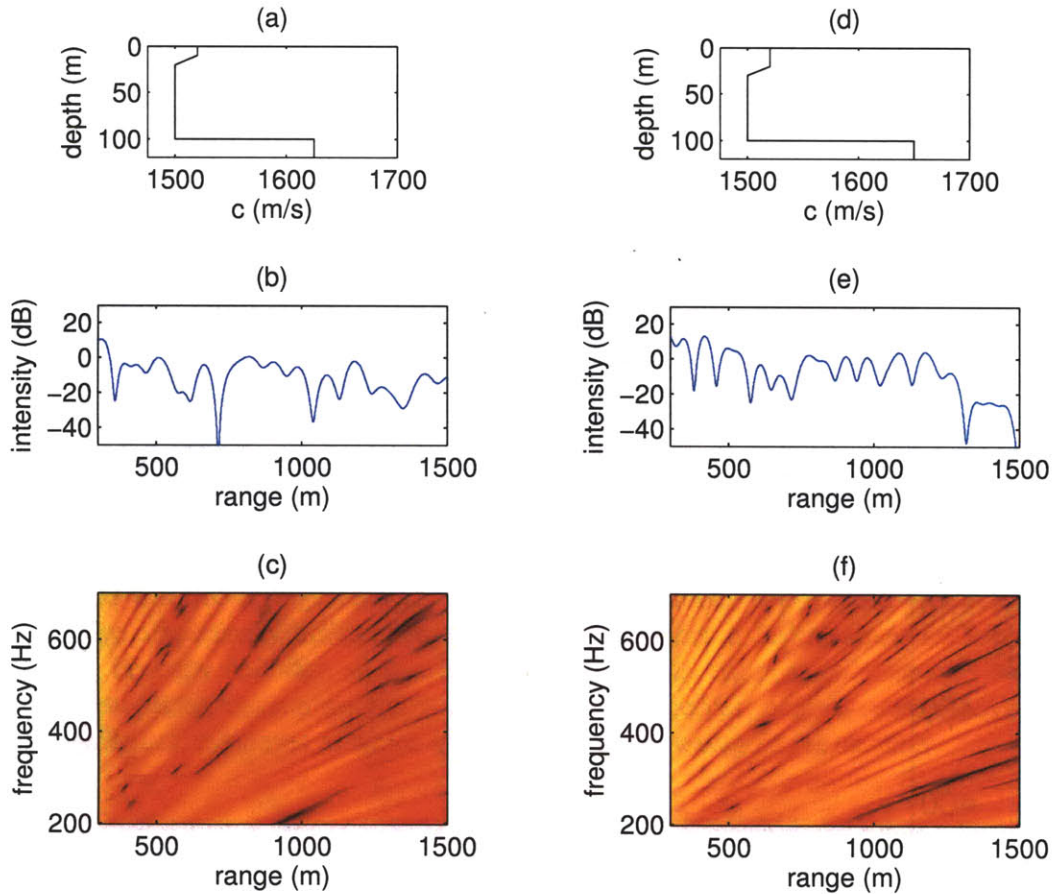 (a)
0
50
100
depth (m)
1500 1600 1700
c (m/s)
(d)
0
50
100
depth (m)
1500 1600 1700
c (m/s)
(b)
20
0
−20
−40
intensity (dB)
500 1000 1500
range (m)
(e)
20
0
−20
−40
intensity (dB)
500 1000 1500
range (m)
(c)
600
400
200
frequency (Hz)
500 1000 1500
range (m)
(f)
600
400
200
frequency (Hz)
500 1000 1500
range (m)